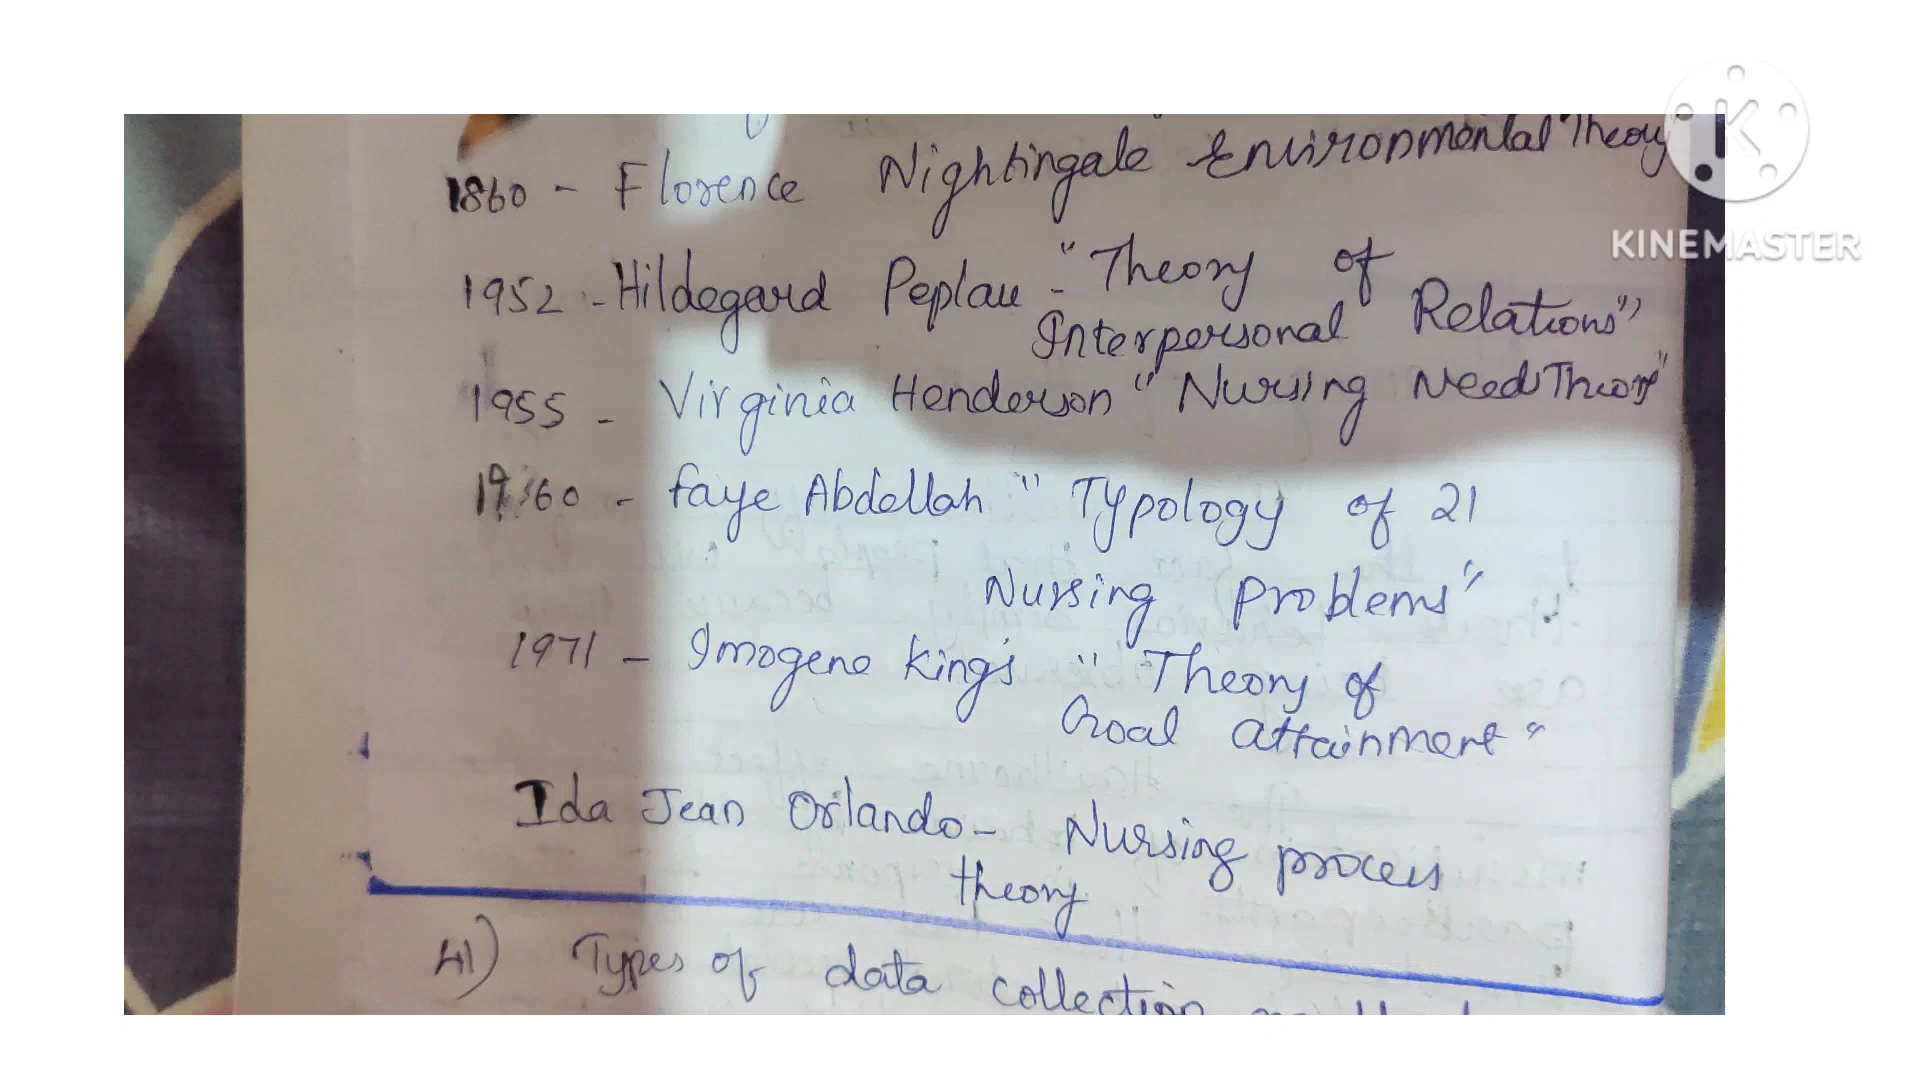 1860 - Florence Nightingale Environmental Theory
1952 - Hildegard Peplau - "Theory of
Interpersonal Relations"
1955 - Virginia Henderson "Nursing Need Theory"
1960 - Faye Abdellah "Typology of 21
Nursing problems"
1971 - Imogene King's "Theory of
Goal attainment"
Ida Jean Orlando - Nursing process
theory
41) Types of data collection
KINEMASTER